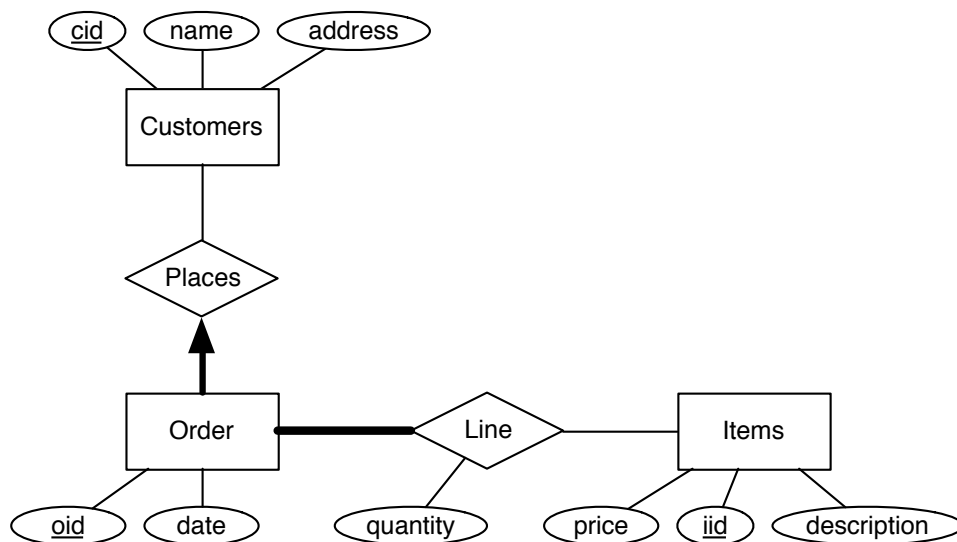 cid name address
Customers
Places
Order Line Items
oid date quantity price iid description